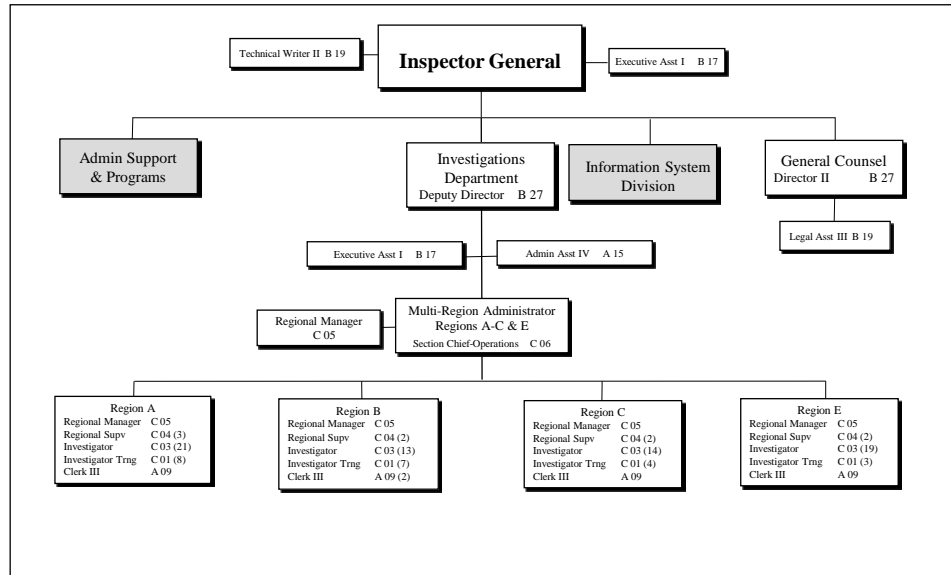 Technical Writer II B 19
Inspector General
Executive Asst I B 17
Admin Support
& Programs
Investigations
Department
Deputy Director B 27
Information System
Division
General Counsel
Director II B 27
Legal Asst III B 19
Executive Asst I B 17
Admin Asst IV A 15
Regional Manager
C 05
Multi-Region Administrator
Regions A-C & E
Section Chief-Operations C 06
Region A
Regional Manager C 05
Regional Supv C 04 (3)
Investigator C 03 (21)
Investigator Trng C 01 (8)
Clerk III A 09
Region B
Regional Manager C 05
Regional Supv C 04 (2)
Investigator C 03 (13)
Investigator Trng C 01 (7)
Clerk III A 09 (2)
Region C
Regional Manager C 05
Regional Supv C 04 (2)
Investigator C 03 (14)
Investigator Trng C 01 (4)
Clerk III A 09
Region E
Regional Manager C 05
Regional Supv C 04 (2)
Investigator C 03 (19)
Investigator Trng C 01 (3)
Clerk III A 09